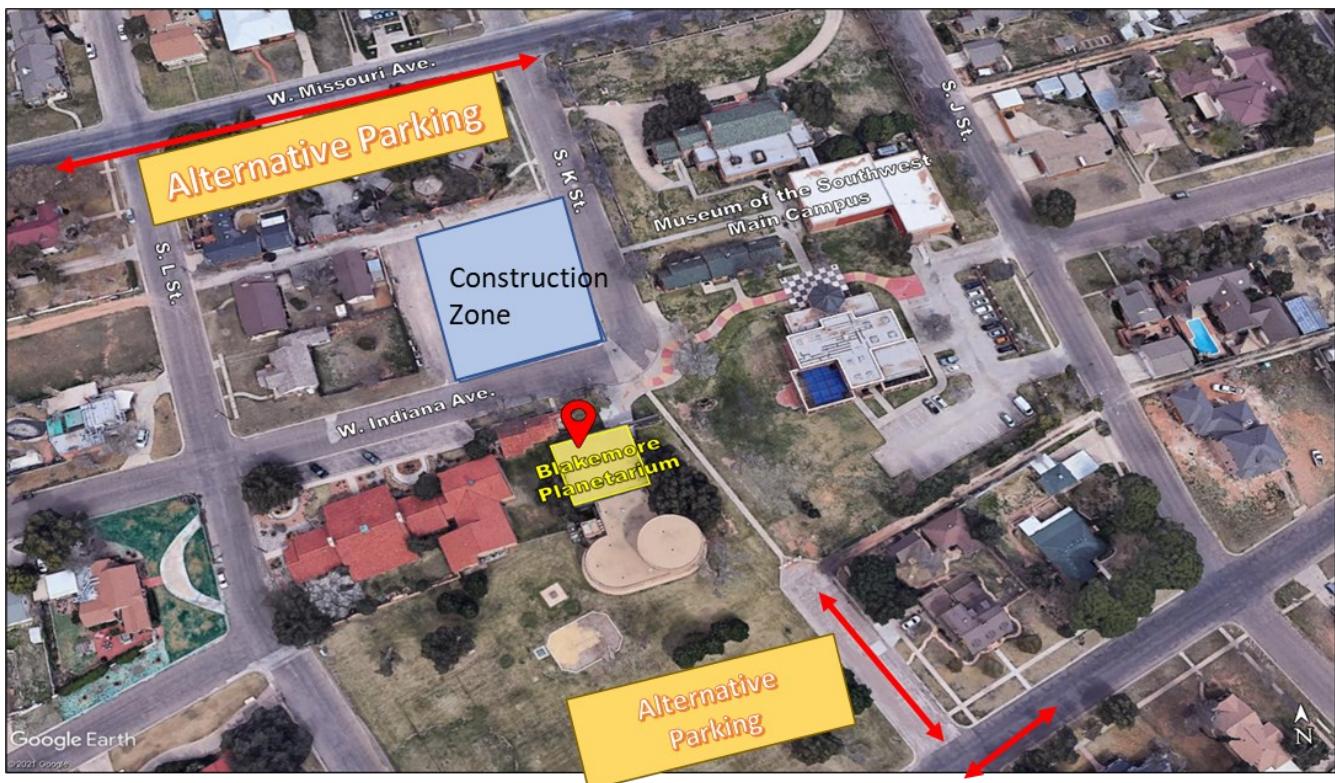 W. Missouri Ave.
Alternative Parking
S. K St.
S. J St.
Museum of the Southwest
Main Campus
S. L St.
Construction
Zone
W. Indiana Ave.
Blakemore
Planetarium
Alternative
Parking
Google Earth
©2021 Google
N